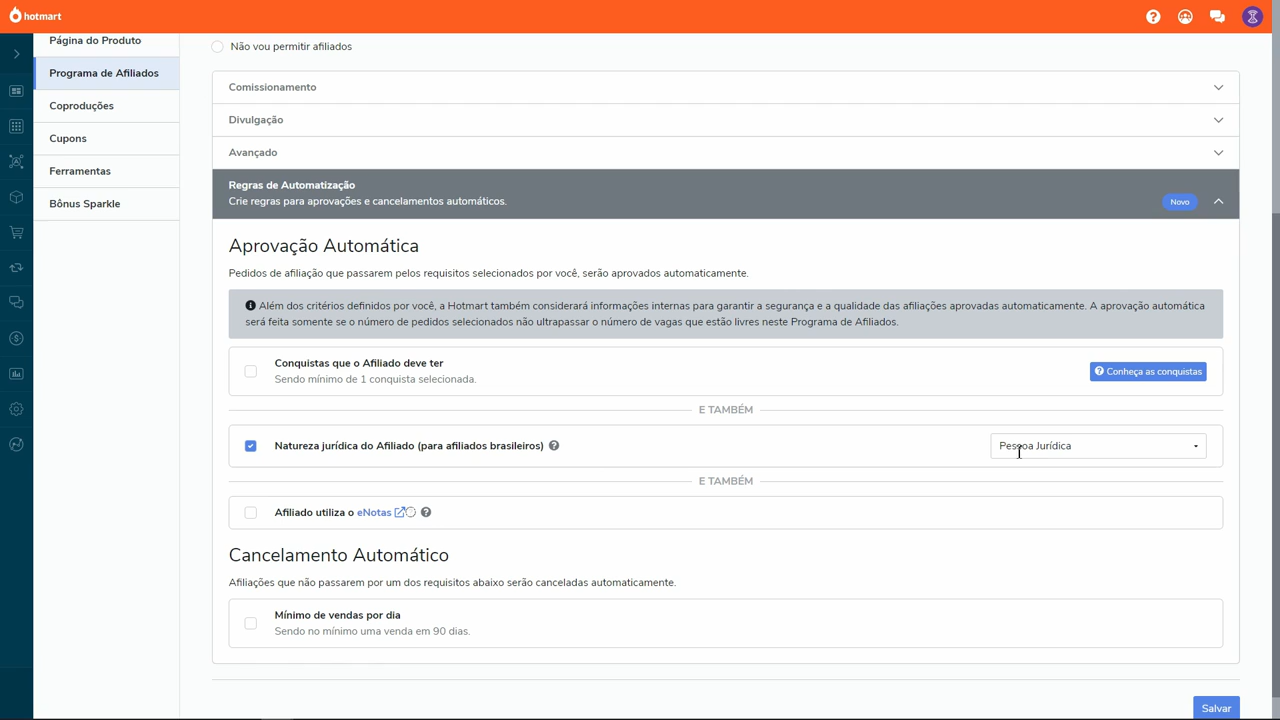 hotmart
Página do Produto
Programa de Afiliados
Coproduções
Cupons
Ferramentas
Bônus Sparkle
Não vou permitir afiliados
Comissionamento
Divulgação
Avançado
Regras de Automatização
Crie regras para aprovações e cancelamentos automáticos.
Novo
Aprovação Automática
Pedidos de afiliação que passarem pelos requisitos selecionados por você, serão aprovados automaticamente.
Além dos critérios definidos por você, a Hotmart também considerará informações internas para garantir a segurança e a qualidade das afiliações aprovadas automaticamente. A aprovação automática
será feita somente se o número de pedidos selecionados não ultrapassar o número de vagas que estão livres neste Programa de Afiliados.
Conquistas que o Afiliado deve ter
Sendo mínimo de 1 conquista selecionada.
Conheça as conquistas
E TAMBÉM
Natureza jurídica do Afiliado (para afiliados brasileiros)
Pessoa Jurídica
E TAMBÉM
Afiliado utiliza o eNotas
Cancelamento Automático
Afiliações que não passarem por um dos requisitos abaixo serão canceladas automaticamente.
Mínimo de vendas por dia
Sendo no mínimo uma venda em 90 dias.
Salvar